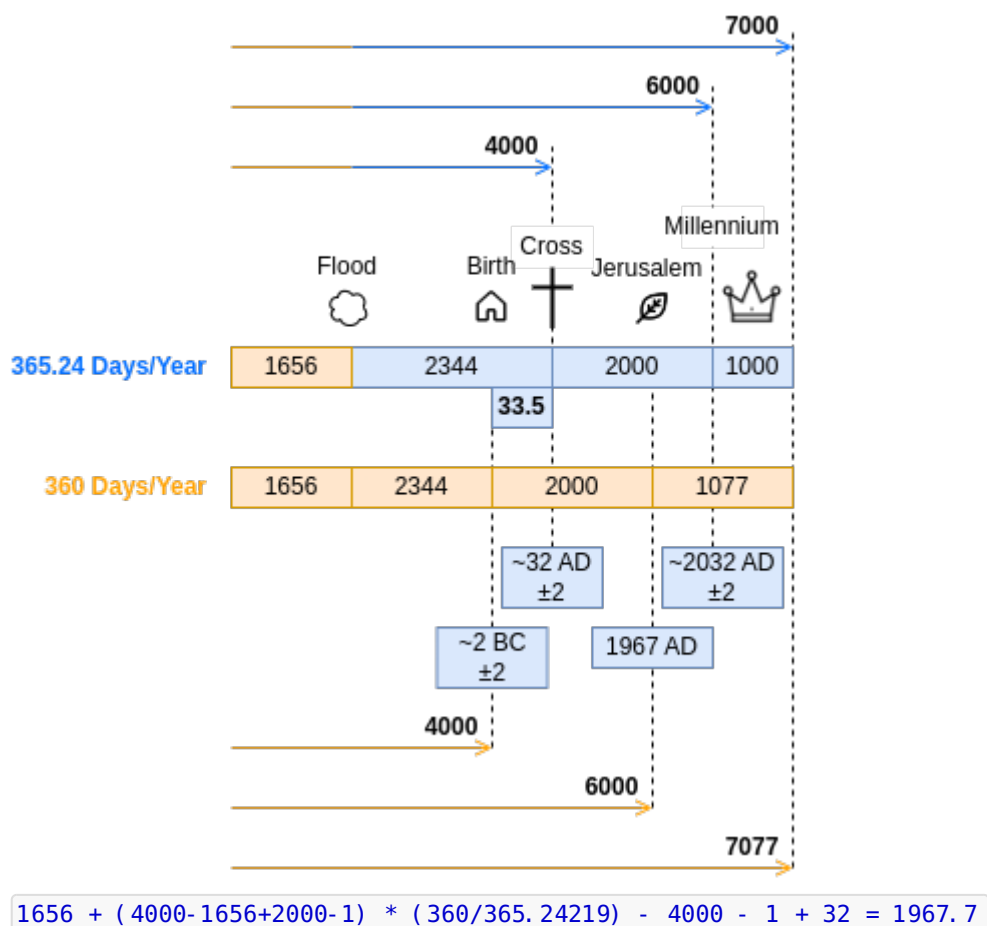 7000
6000
4000
Millennium
Cross
Flood
Birth
Jerusalem
365.24 Days/Year
1656
2344
2000
1000
33.5
360 Days/Year
1656
2344
2000
1077
~32 AD
±2
~2032 AD
±2
~2 BC
±2
1967 AD
4000
6000
7077
1656 + (4000-1656+2000-1) * (360/365.24219) - 4000 - 1 + 32 = 1967.7